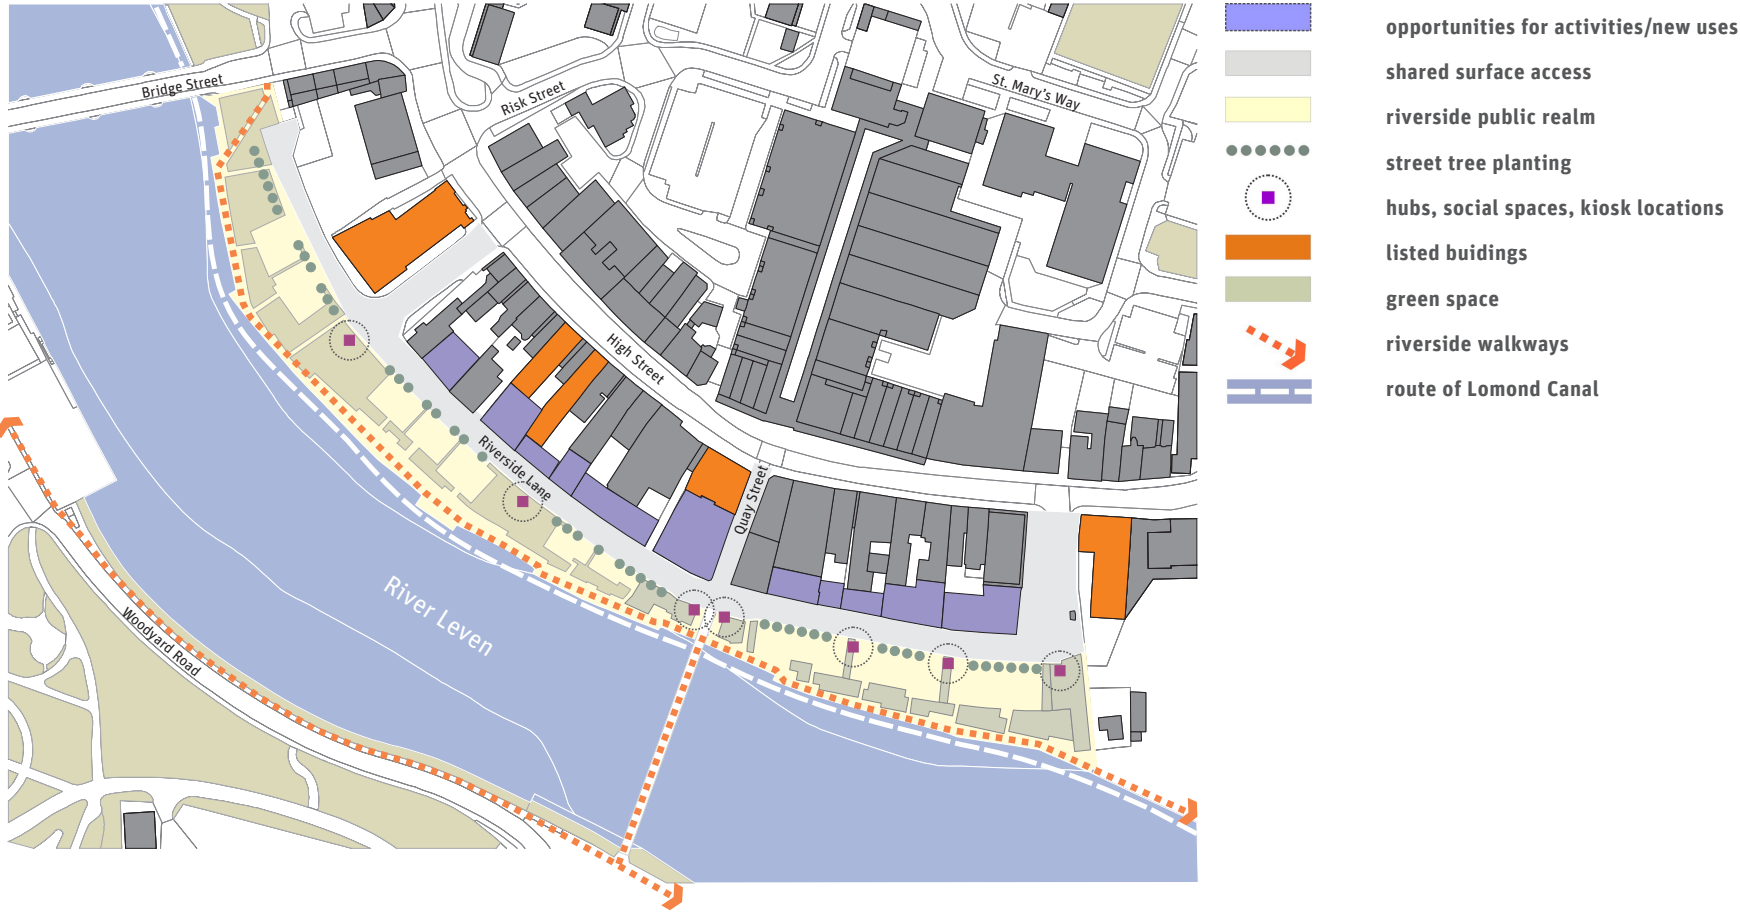 Bridge Street
Risk Street
St. Mary's Way
High Street
Riverside Lane
Quay Street
River Leven
Woodyard Road
opportunities for activities/new uses
shared surface access
riverside public realm
street tree planting
hubs, social spaces, kiosk locations
listed buidings
green space
riverside walkways
route of Lomond Canal